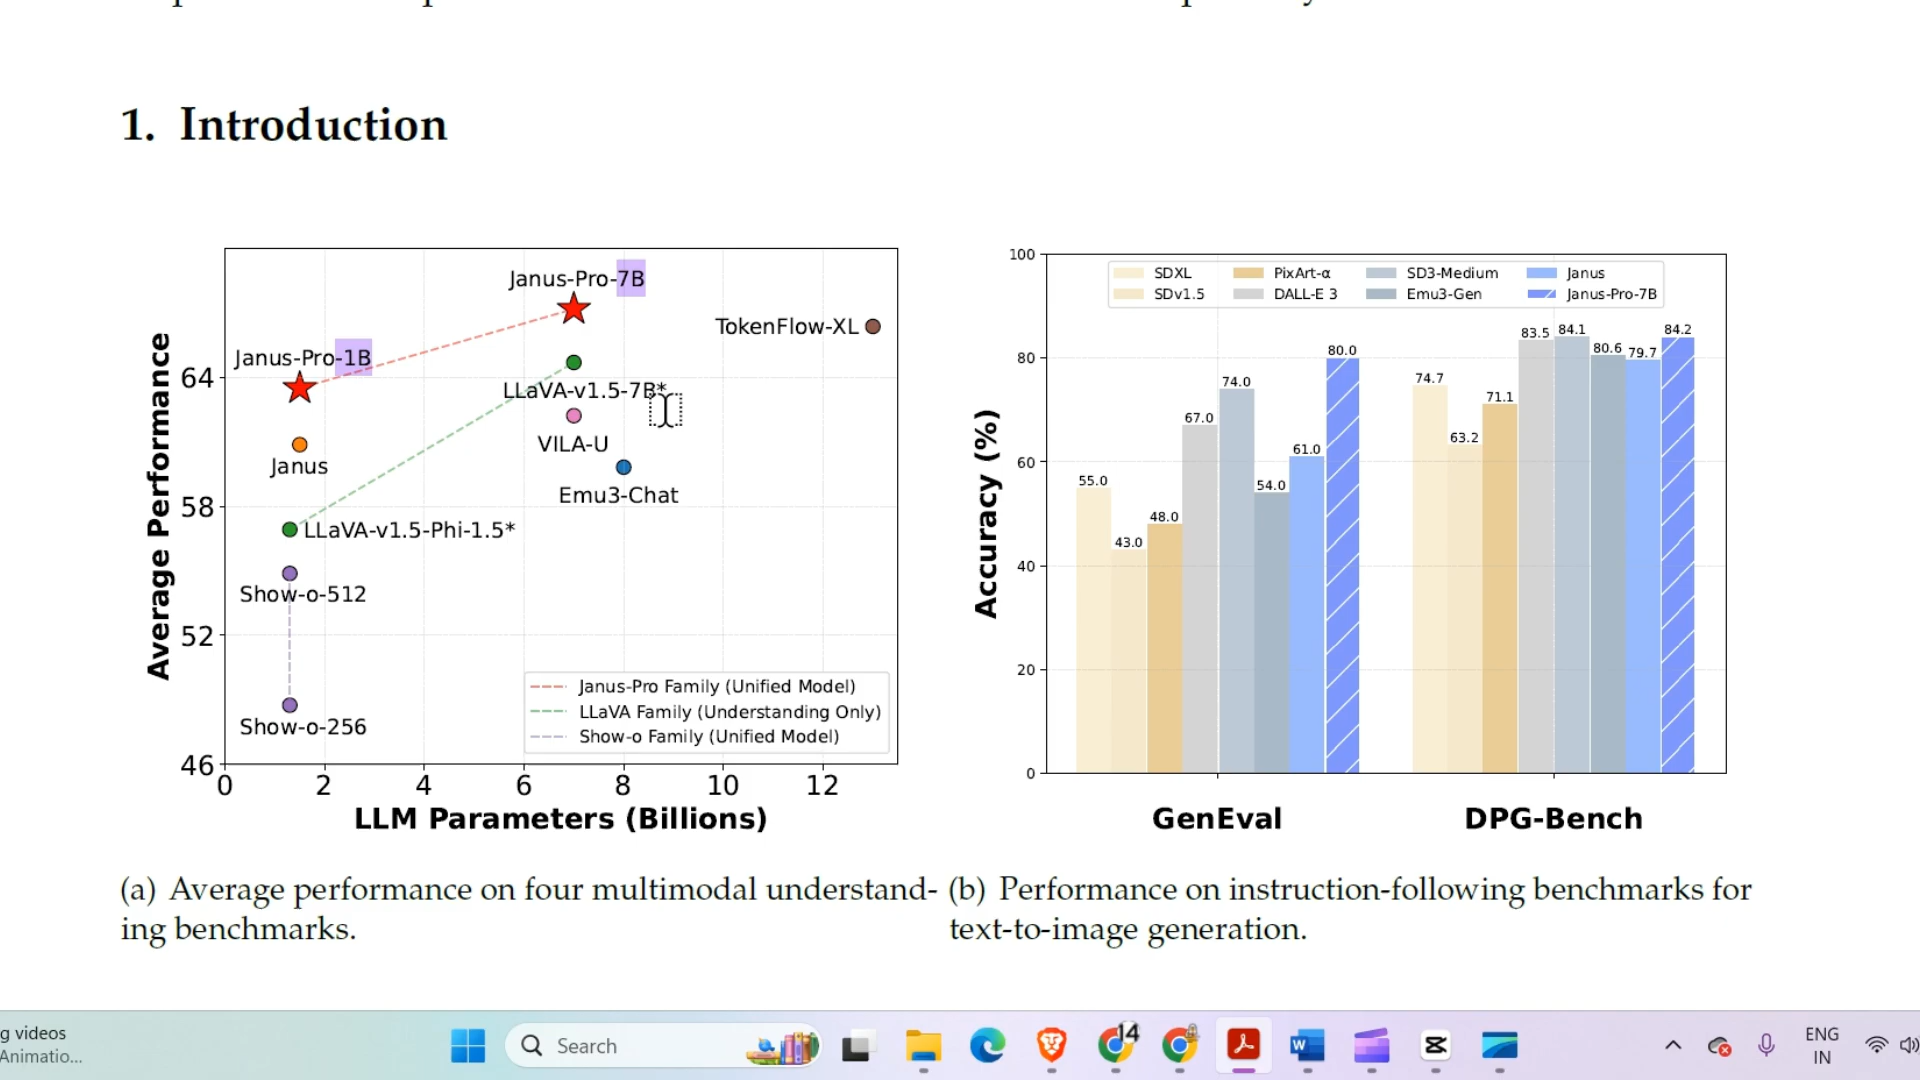 1. Introduction
Janus-Pro-7B
TokenFlow-XL
Janus-Pro-1B
LLaVA-v1.5-7B*
VILA-U
Janus
Emu3-Chat
LLaVA-v1.5-Phi-1.5*
Show-o-512
Show-o-256
Janus-Pro Family (Unified Model)
LLaVA Family (Understanding Only)
Show-o Family (Unified Model)
Average Performance
64
58
52
46
0 2 4 6 8 10 12
LLM Parameters (Billions)
(a) Average performance on four multimodal understand-
ing benchmarks.
SDXL PixArt-α SD3-Medium Janus
SDv1.5 DALL-E 3 Emu3-Gen Janus-Pro-7B
Accuracy (%)
100
80
60
40
20
0
55.0 43.0 48.0 67.0 74.0 54.0 61.0 80.0
74.7 63.2 71.1 83.5 84.1 80.6 79.7 84.2
GenEval DPG-Bench
(b) Performance on instruction-following benchmarks for
text-to-image generation.
g videos
Animatio...
Search
14
ENG
IN